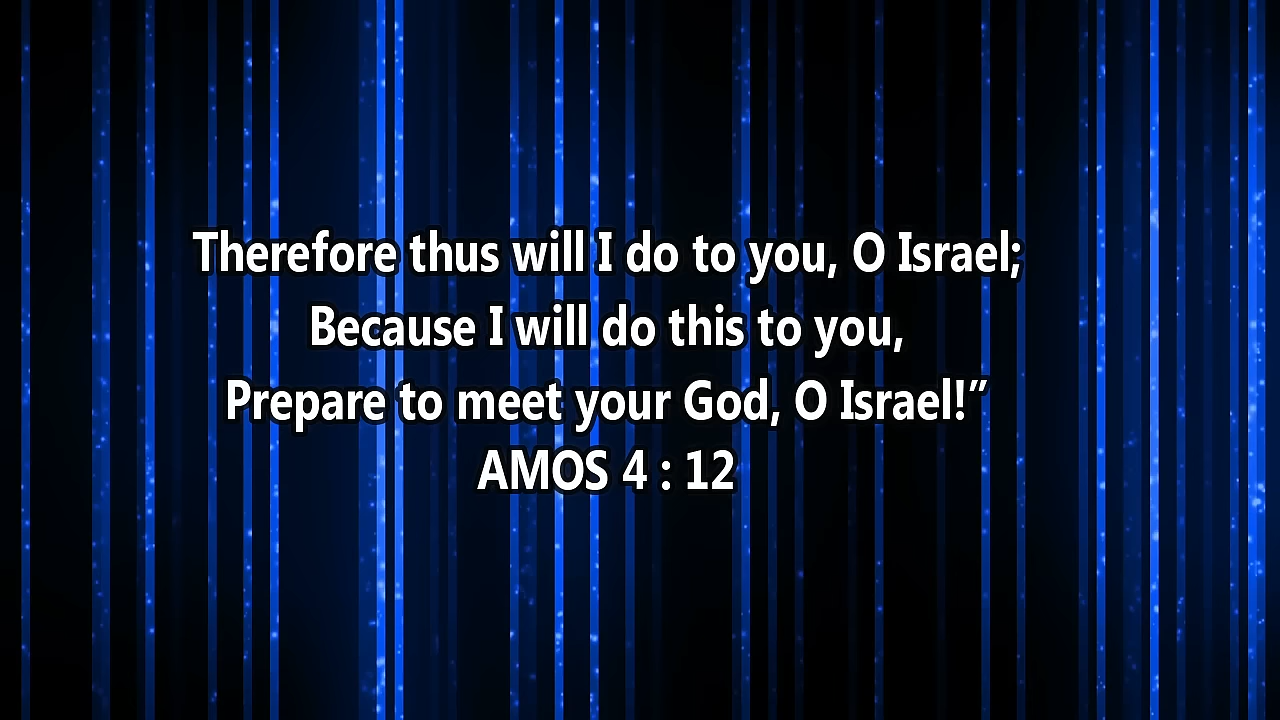 Therefore thus will I do to you, O Israel;
Because I will do this to you,
Prepare to meet your God, O Israel!”
AMOS 4 : 12